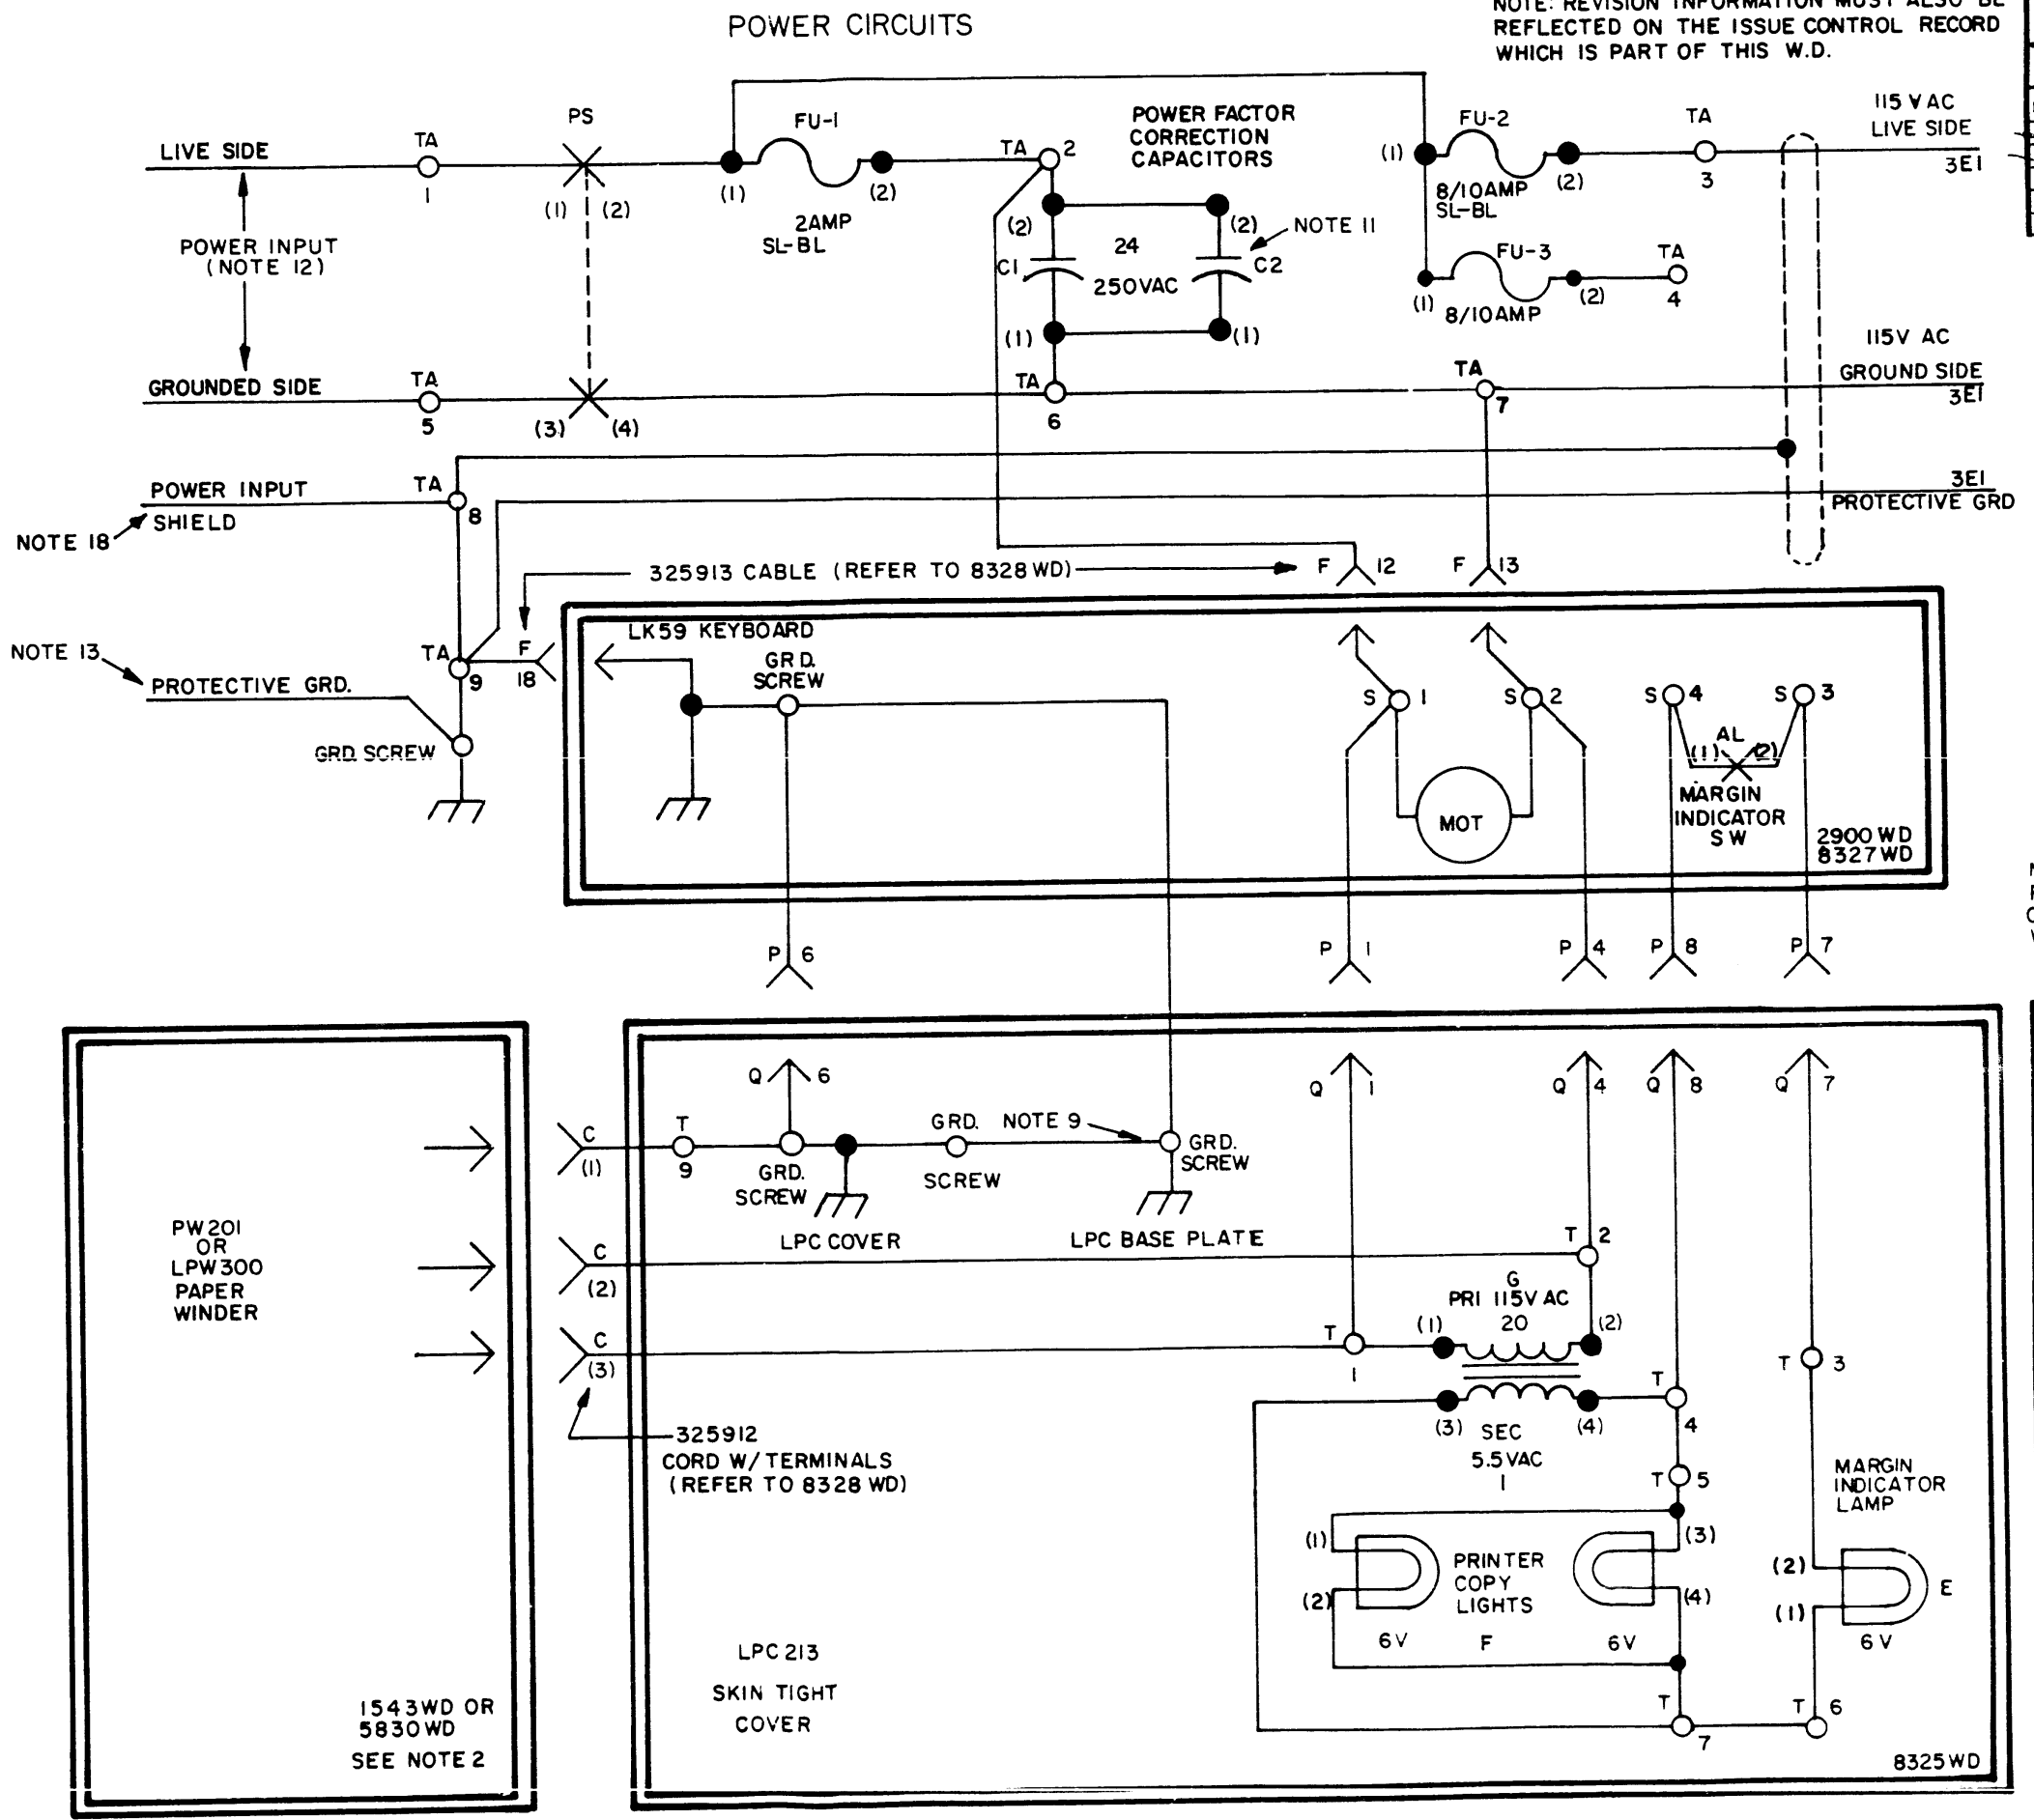 POWER CIRCUITS
NOTE: REVISION INFORMATION MUST ALSO BE
REFLECTED ON THE ISSUE CONTROL RECORD
WHICH IS PART OF THIS W.D.
LIVE SIDE
TA
1
PS
(1) (2)
(1)
FU-1
(2)
2AMP
SL-BL
TA 2
POWER FACTOR
CORRECTION
CAPACITORS
(1)
FU-2
8/10AMP
SL-BL
(2)
TA
3
115 VAC
LIVE SIDE
3E1
POWER INPUT
(NOTE 12)
(2)
24
(2)
NOTE 11
C1
250VAC
C2
(1)
(1)
FU-3
(1)
8/10AMP
(2)
TA
4
GROUNDED SIDE
TA
5
(3) (4)
TA
6
TA
7
115V AC
GROUND SIDE
3E1
POWER INPUT
SHIELD
TA
8
NOTE 18
3E1
PROTECTIVE GRD
325913 CABLE (REFER TO 8328WD)
F 12
F 13
NOTE 13
PROTECTIVE GRD.
TA
9
F
18
GRD. SCREW
LK59 KEYBOARD
GRD.
SCREW
S 1
S 2
S 4
S 3
AL
(1) (2)
MARGIN
INDICATOR
SW
MOT
2900WD
8327WD
P 6
P 1
P 4
P 8
P 7
Q 6
Q 1
Q 4
Q 8
Q 7
C
(1)
T
9
GRD.
SCREW
GRD.
SCREW
NOTE 9
GRD.
SCREW
LPC COVER
LPC BASE PLATE
PW201
OR
LPW300
PAPER
WINDER
C
(2)
T 2
G
PRI 115VAC
20
C
(3)
T
1
(1)
(2)
T 3
(3)
SEC
5.5VAC
1
(4)
T
4
T 5
325912
CORD W/TERMINALS
(REFER TO 8328 WD)
MARGIN
INDICATOR
LAMP
(1)
(2)
PRINTER
COPY
LIGHTS
(3)
(4)
(2)
(1)
E
6V
F
6V
6V
LPC213
SKIN TIGHT
COVER
T
7
T 6
1543WD OR
5830WD
SEE NOTE 2
8325WD